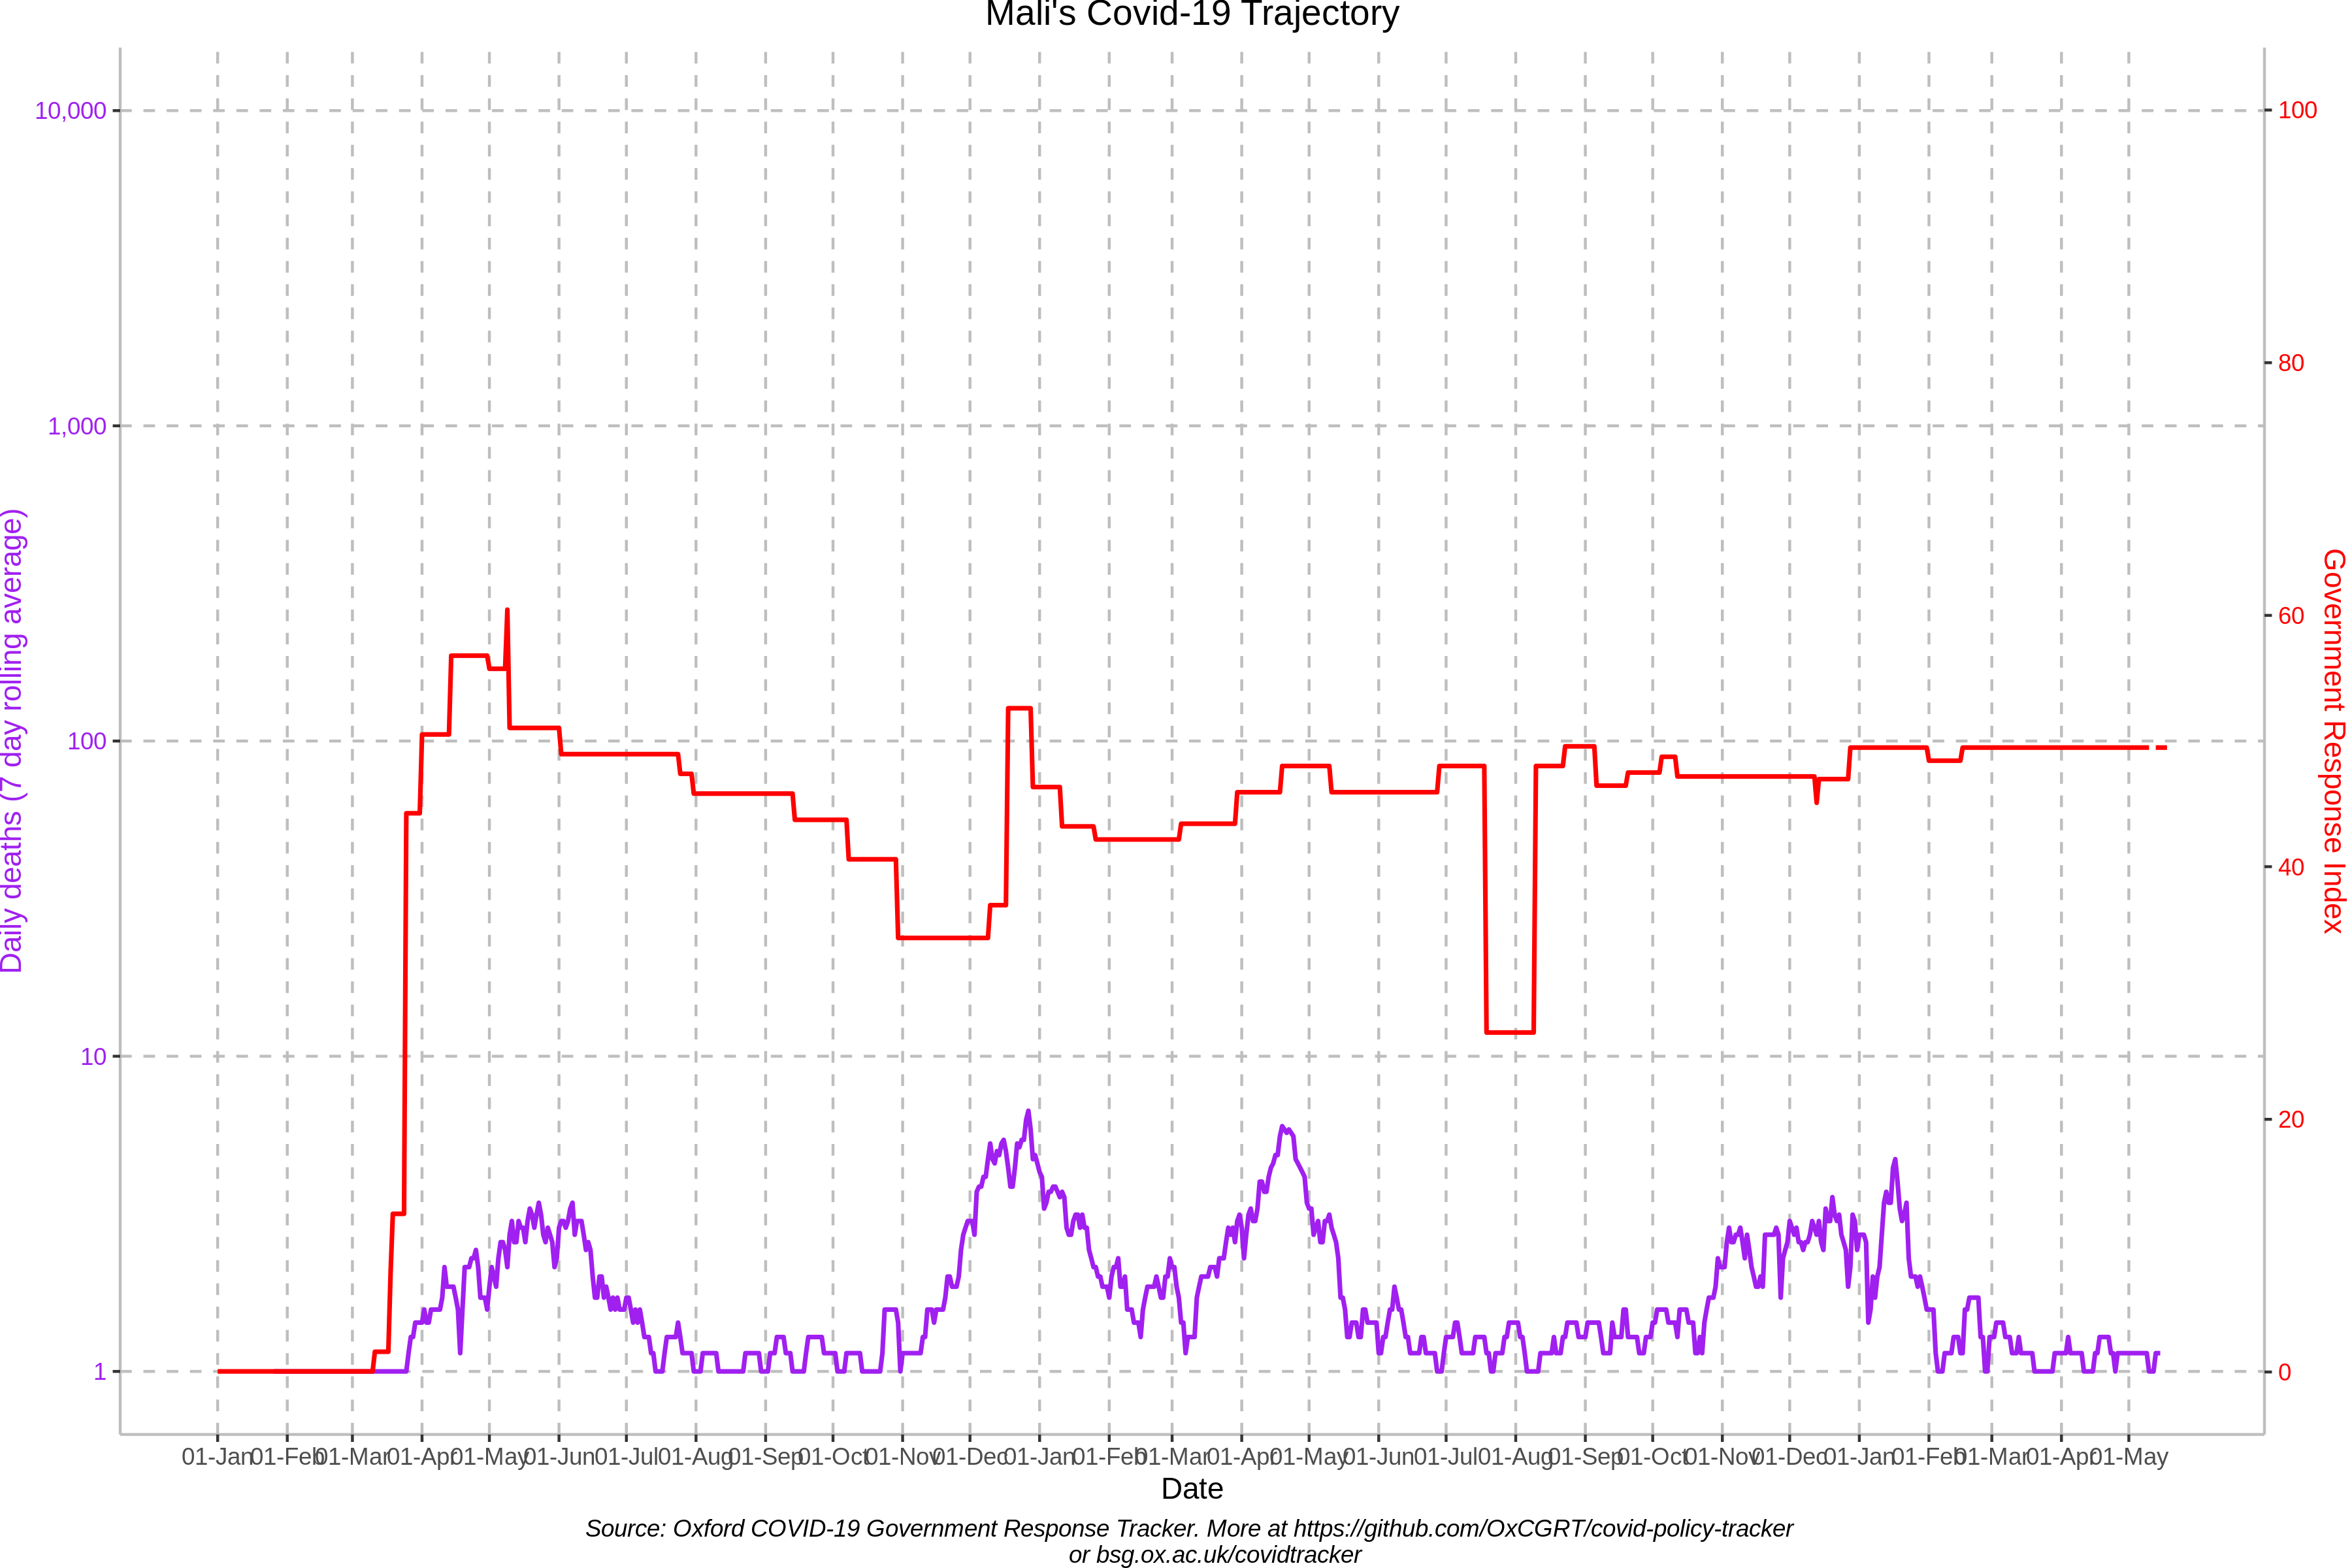 Mali's Covid-19 Trajectory
Daily deaths (7 day rolling average)
10,000
1,000
100
10
1
100
80
60
40
20
0
Government Response Index
01-Jan 01-Feb 01-Mar 01-Apr 01-May 01-Jun 01-Jul 01-Aug 01-Sep 01-Oct 01-Nov 01-Dec 01-Jan 01-Feb 01-Mar 01-Apr 01-May 01-Jun 01-Jul 01-Aug 01-Sep 01-Oct 01-Nov 01-Dec 01-Jan 01-Feb 01-Mar 01-Apr 01-May
Date
Source: Oxford COVID-19 Government Response Tracker. More at https://github.com/OxCGRT/covid-policy-tracker
or bsg.ox.ac.uk/covidtracker